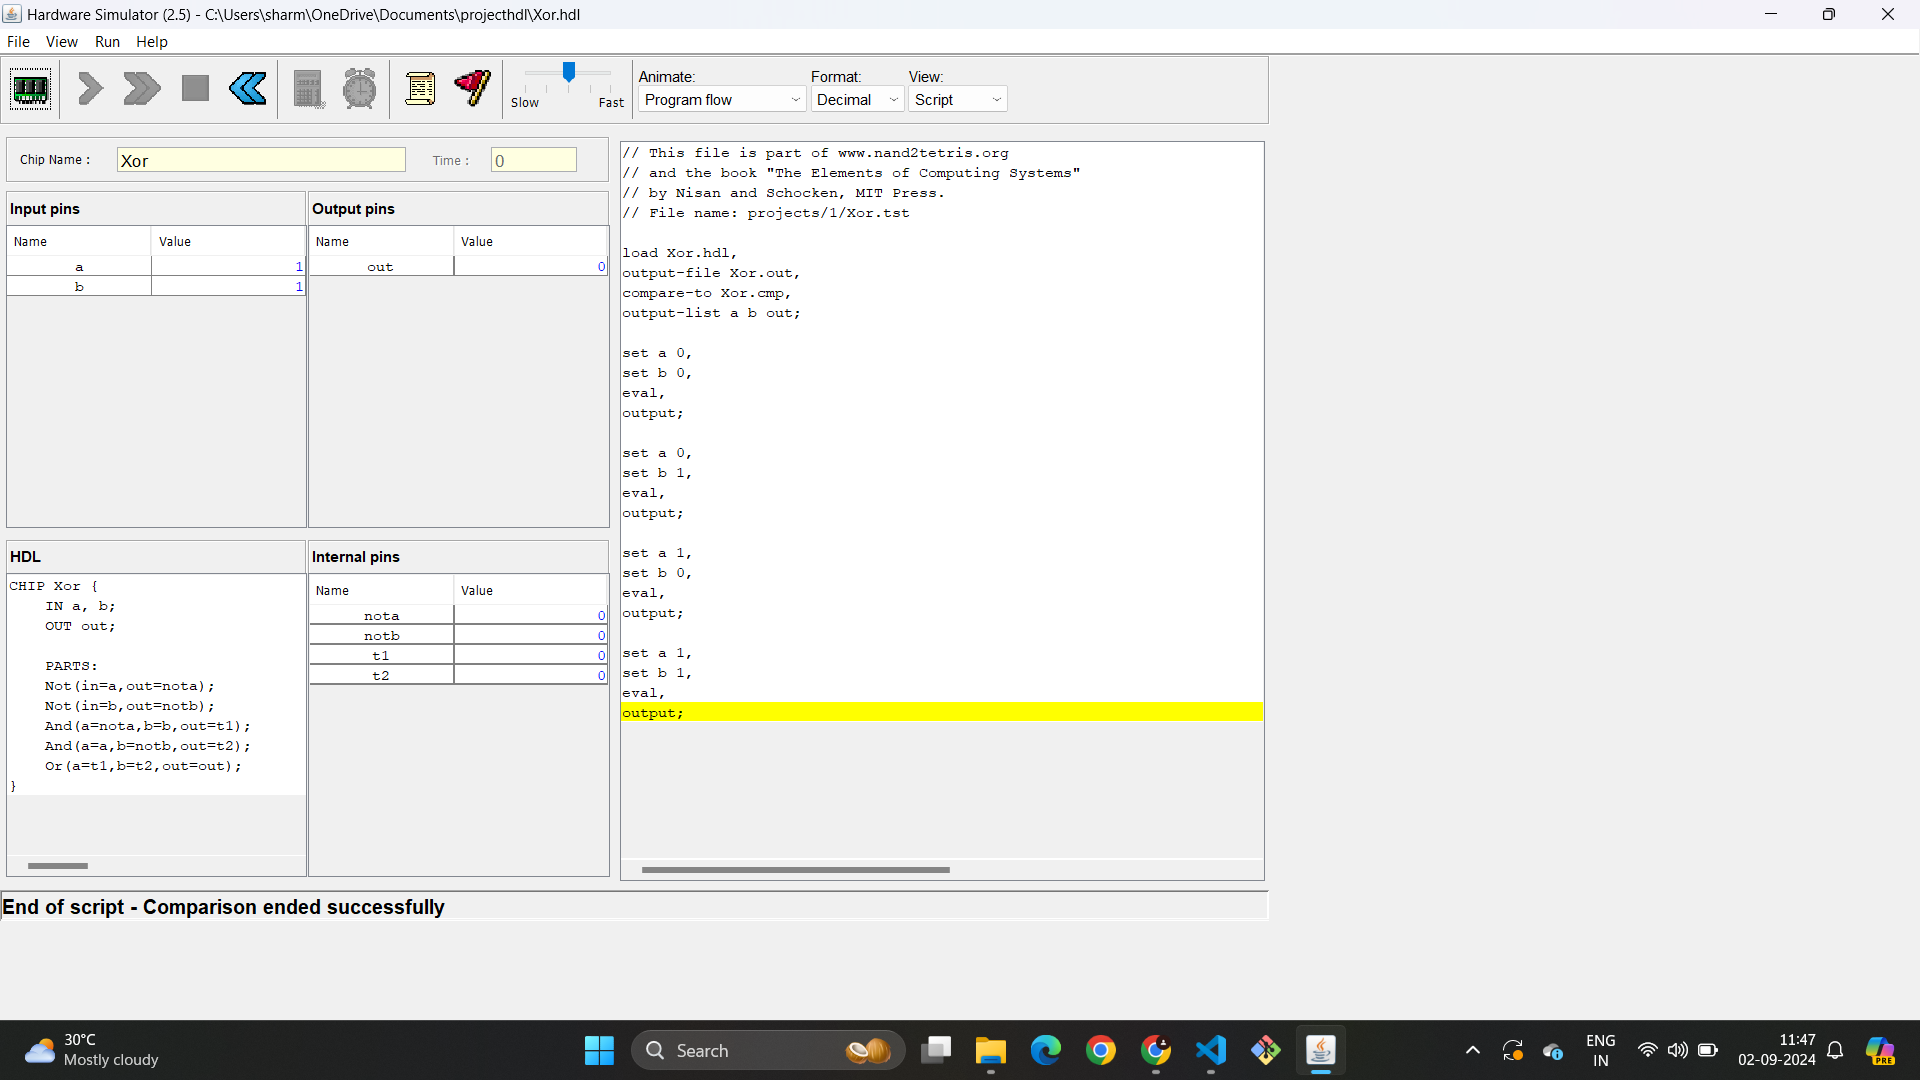 Hardware Simulator (2.5) - C:\Users\sharm\OneDrive\Documents\projecthdl\Xor.hdl
File View Run Help
Slow Fast
Animate: Format: View:
Program flow Decimal Script
Chip Name : Xor Time : 0
Input pins
Name Value
a 1
b 1
Output pins
Name Value
out 0
HDL
CHIP Xor {
IN a, b;
OUT out;
PARTS:
Not(in=a,out=nota);
Not(in=b,out=notb);
And(a=nota,b=b,out=t1);
And(a=a,b=notb,out=t2);
Or(a=t1,b=t2,out=out);
}
Internal pins
Name Value
nota 0
notb 0
t1 0
t2 0
// This file is part of www.nand2tetris.org
// and the book "The Elements of Computing Systems"
// by Nisan and Schocken, MIT Press.
// File name: projects/1/Xor.tst
load Xor.hdl,
output-file Xor.out,
compare-to Xor.cmp,
output-list a b out;
set a 0,
set b 0,
eval,
output;
set a 0,
set b 1,
eval,
output;
set a 1,
set b 0,
eval,
output;
set a 1,
set b 1,
eval,
output;
End of script - Comparison ended successfully
30°C
Mostly cloudy
Search
ENG
IN
11:47
02-09-2024
PRE